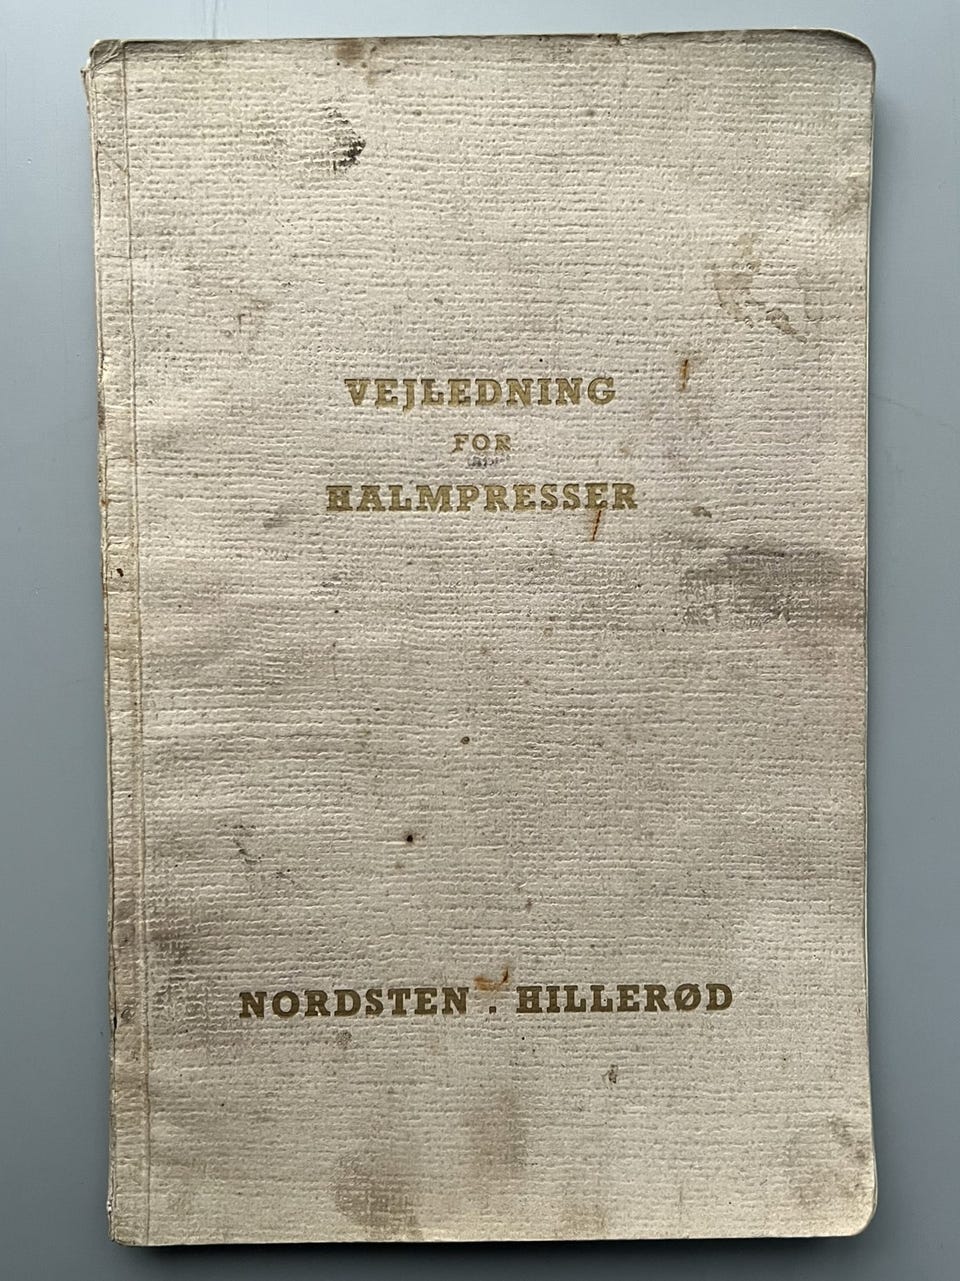 VEJLEDNING
FOR
HALMPRESSER
NORDSTEN . HILLERØD